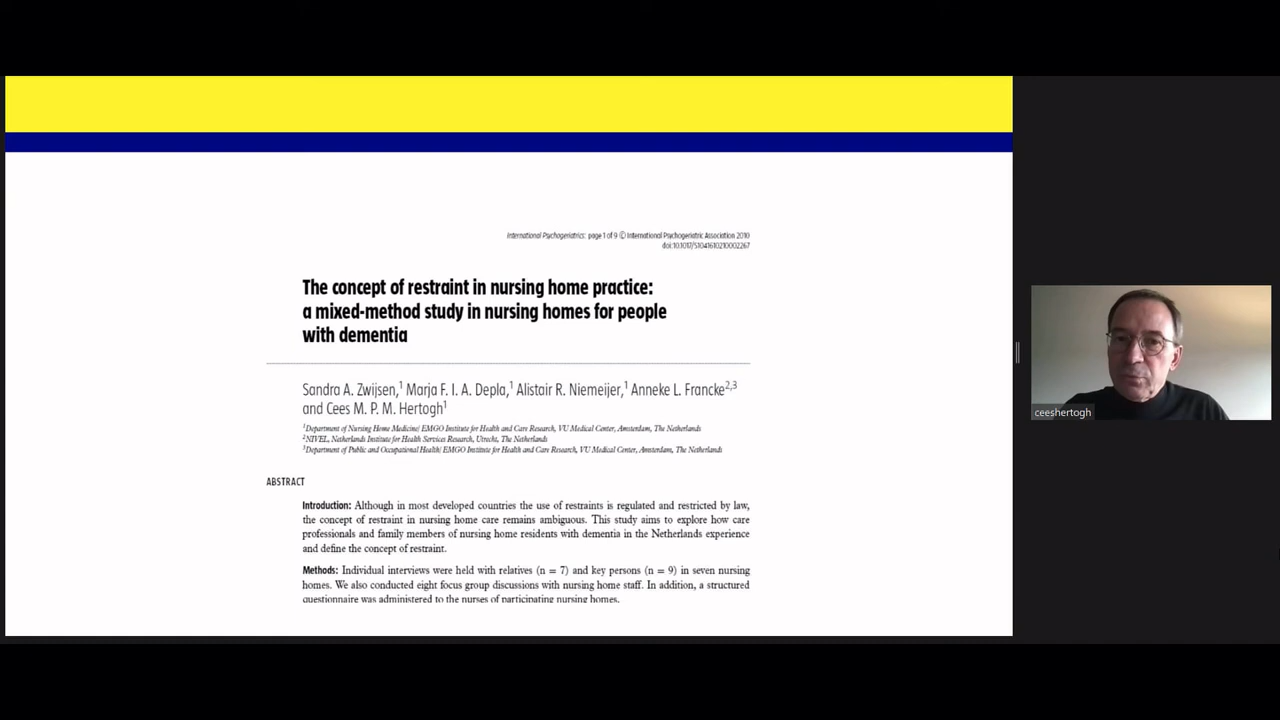 International Psychogeriatrics: page 1 of 9 © International Psychogeriatric Association 2010
doi:10.1017/S1041610210002267
The concept of restraint in nursing home practice:
a mixed-method study in nursing homes for people
with dementia
Sandra A. Zwijsen,1 Marja F. I. A. Depla,1 Alistair R. Niemeijer,1 Anneke L. Francke2,3
and Cees M. P. M. Hertogh1
1Department of Nursing Home Medicine/ EMGO Institute for Health and Care Research, VU Medical Center, Amsterdam, The Netherlands
2NIVEL, Netherlands Institute for Health Services Research, Utrecht, The Netherlands
3Department of Public and Occupational Health/ EMGO Institute for Health and Care Research, VU Medical Center, Amsterdam, The Netherlands
ABSTRACT
Introduction: Although in most developed countries the use of restraints is regulated and restricted by law,
the concept of restraint in nursing home care remains ambiguous. This study aims to explore how care
professionals and family members of nursing home residents with dementia in the Netherlands experience
and define the concept of restraint.
Methods: Individual interviews were held with relatives (n = 7) and key persons (n = 9) in seven nursing
homes. We also conducted eight focus group discussions with nursing home staff. In addition, a structured
questionnaire was administered to the nurses of participating nursing homes.
ceeshertogh